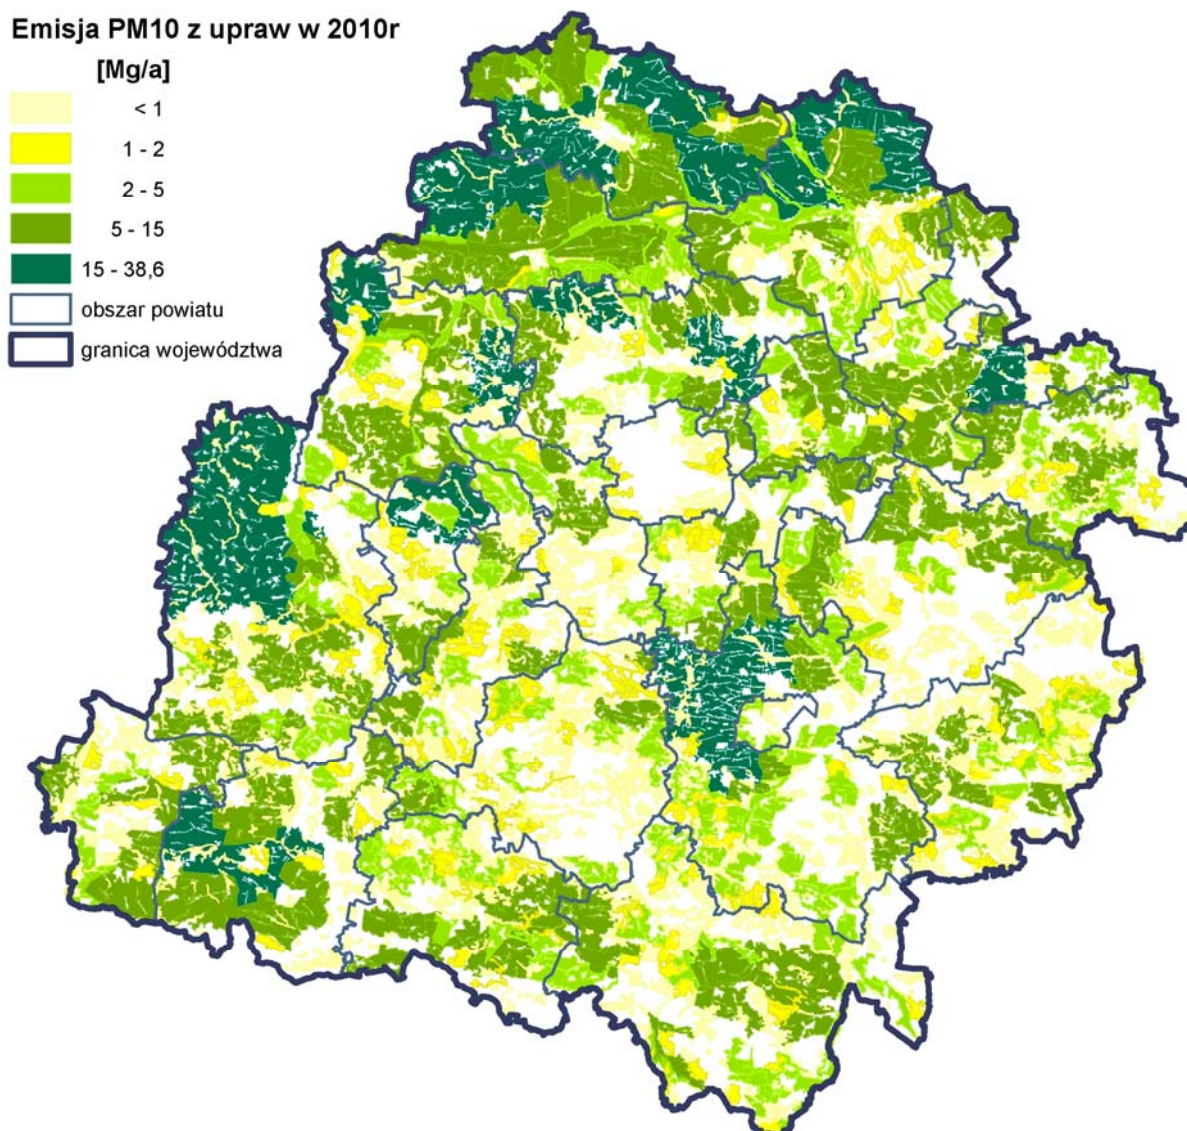 Emisja PM10 z upraw w 2010r
[Mg/a]
< 1
1 - 2
2 - 5
5 - 15
15 - 38,6
obszar powiatu
granica województwa